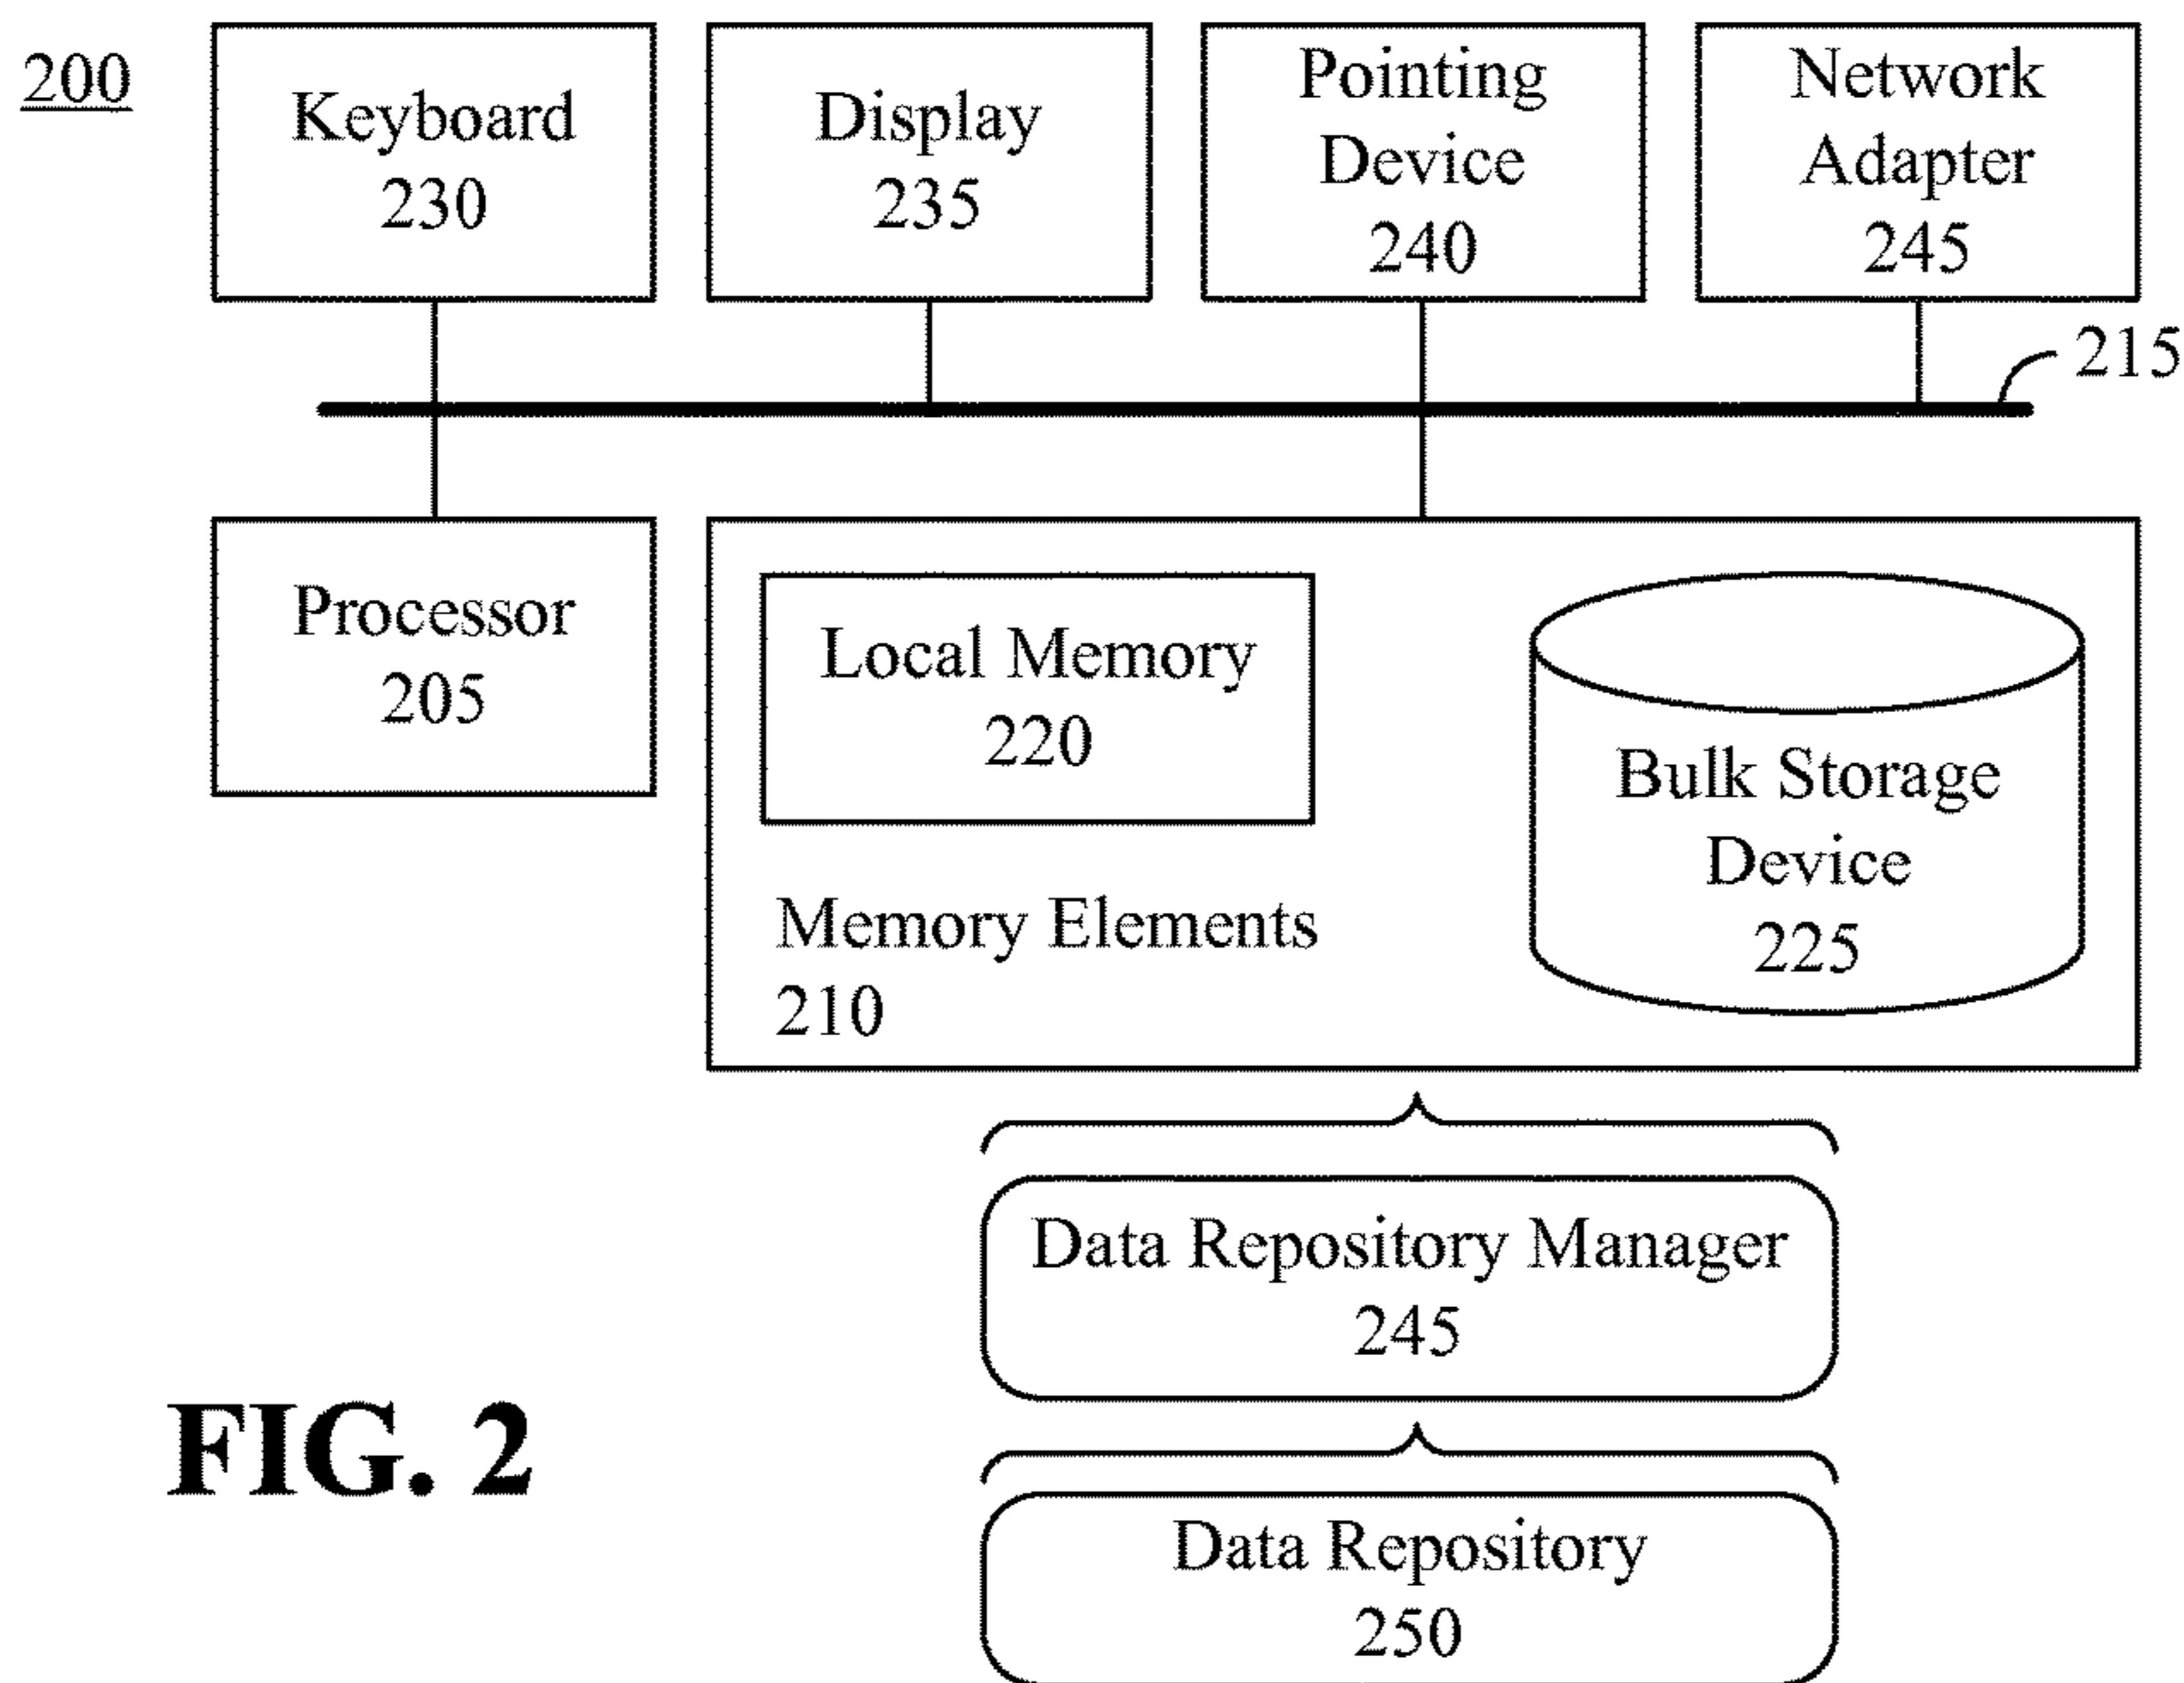 200
Keyboard
230
Display
235
Pointing
Device
240
Network
Adapter
245
215
Processor
205
Local Memory
220
Memory Elements
210
Bulk Storage
Device
225
Data Repository Manager
245
Data Repository
250
FIG. 2